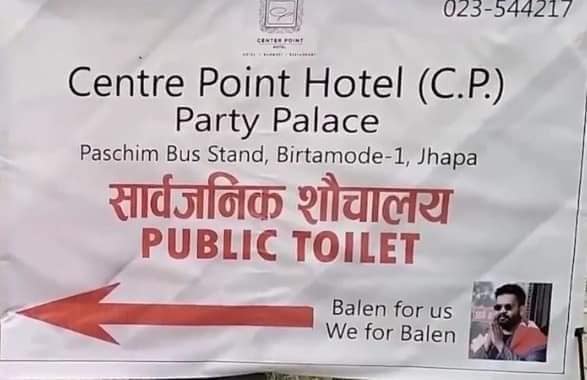 023-544217
CENTER POINT
HOTEL
Centre Point Hotel (C.P.)
Party Palace
Paschim Bus Stand, Birtamode-1, Jhapa
सार्वजनिक शौचालय
PUBLIC TOILET
Balen for us
We for Balen